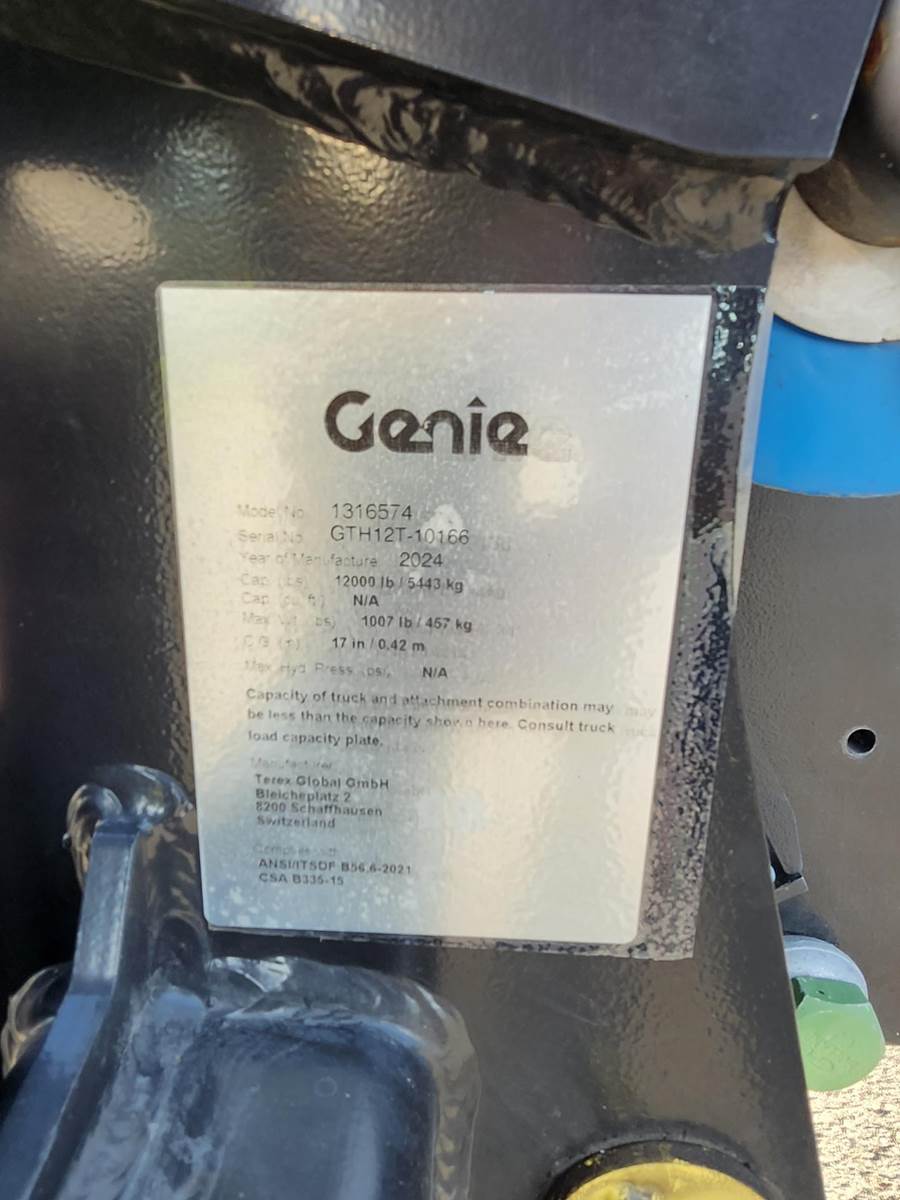 Genie
Model No. 1316574
Serial No. GTH12T-10166
Year of Manufacture 2024
Cap. (lbs) 12000 lb / 5443 kg
Cap. (cu ft) N/A
Max Wt. (lbs) 1007 lb / 457 kg
C/G 17 in / 0.42 m
Max Hyd Press (psi) N/A
Capacity of truck and attachment combination may
be less than the capacity shown here. Consult truck
load capacity plate.
Manufacturer
Terex Global GmbH
Bleicheplatz 2
8200 Schaffhausen
Switzerland
Complies with
ANSI/ITSDF B56.6-2021
CSA B335-15